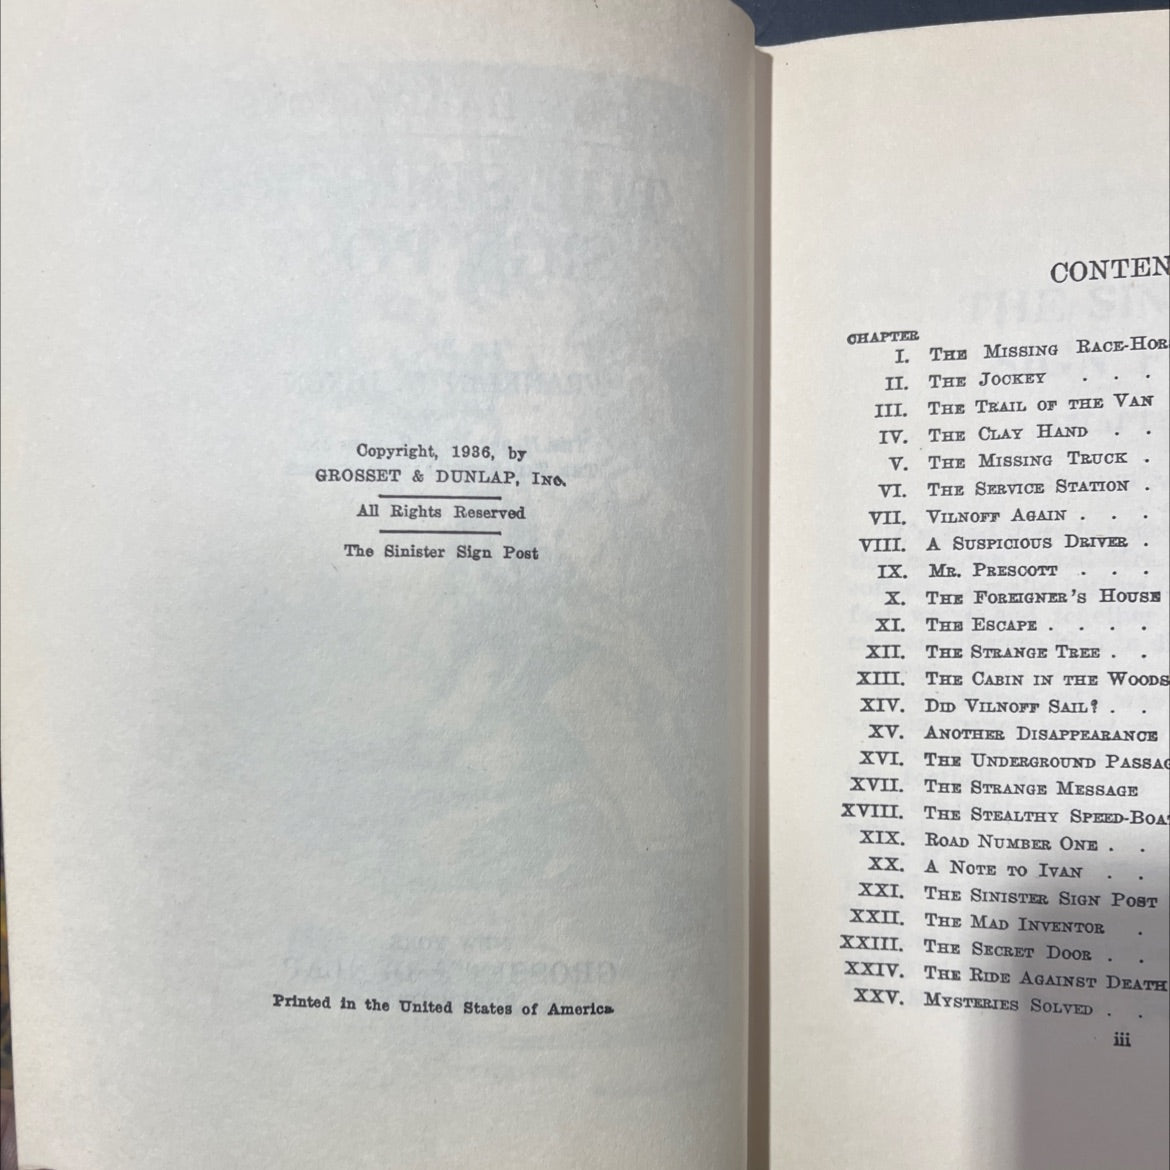 Copyright, 1936, by
GROSSET & DUNLAP, INC.
All Rights Reserved
The Sinister Sign Post
Printed in the United States of America
CONTEN
CHAPTER
I. THE MISSING RACE-HOR
II. THE JOCKEY . . .
III. THE TRAIL OF THE VAN
IV. THE CLAY HAND . .
V. THE MISSING TRUCK .
VI. THE SERVICE STATION .
VII. VILNOFF AGAIN . . .
VIII. A SUSPICIOUS DRIVER .
IX. MR. PRESCOTT . . .
X. THE FOREIGNER'S HOUSE
XI. THE ESCAPE . . . .
XII. THE STRANGE TREE . .
XIII. THE CABIN IN THE WOODS
XIV. DID VILNOFF SAIL? . .
XV. ANOTHER DISAPPEARANCE
XVI. THE UNDERGROUND PASSAG
XVII. THE STRANGE MESSAGE
XVIII. THE STEALTHY SPEED-BOAT
XIX. ROAD NUMBER ONE . .
XX. A NOTE TO IVAN . .
XXI. THE SINISTER SIGN POST
XXII. THE MAD INVENTOR .
XXIII. THE SECRET DOOR . .
XXIV. THE RIDE AGAINST DEATH
XXV. MYSTERIES SOLVED . .
iii